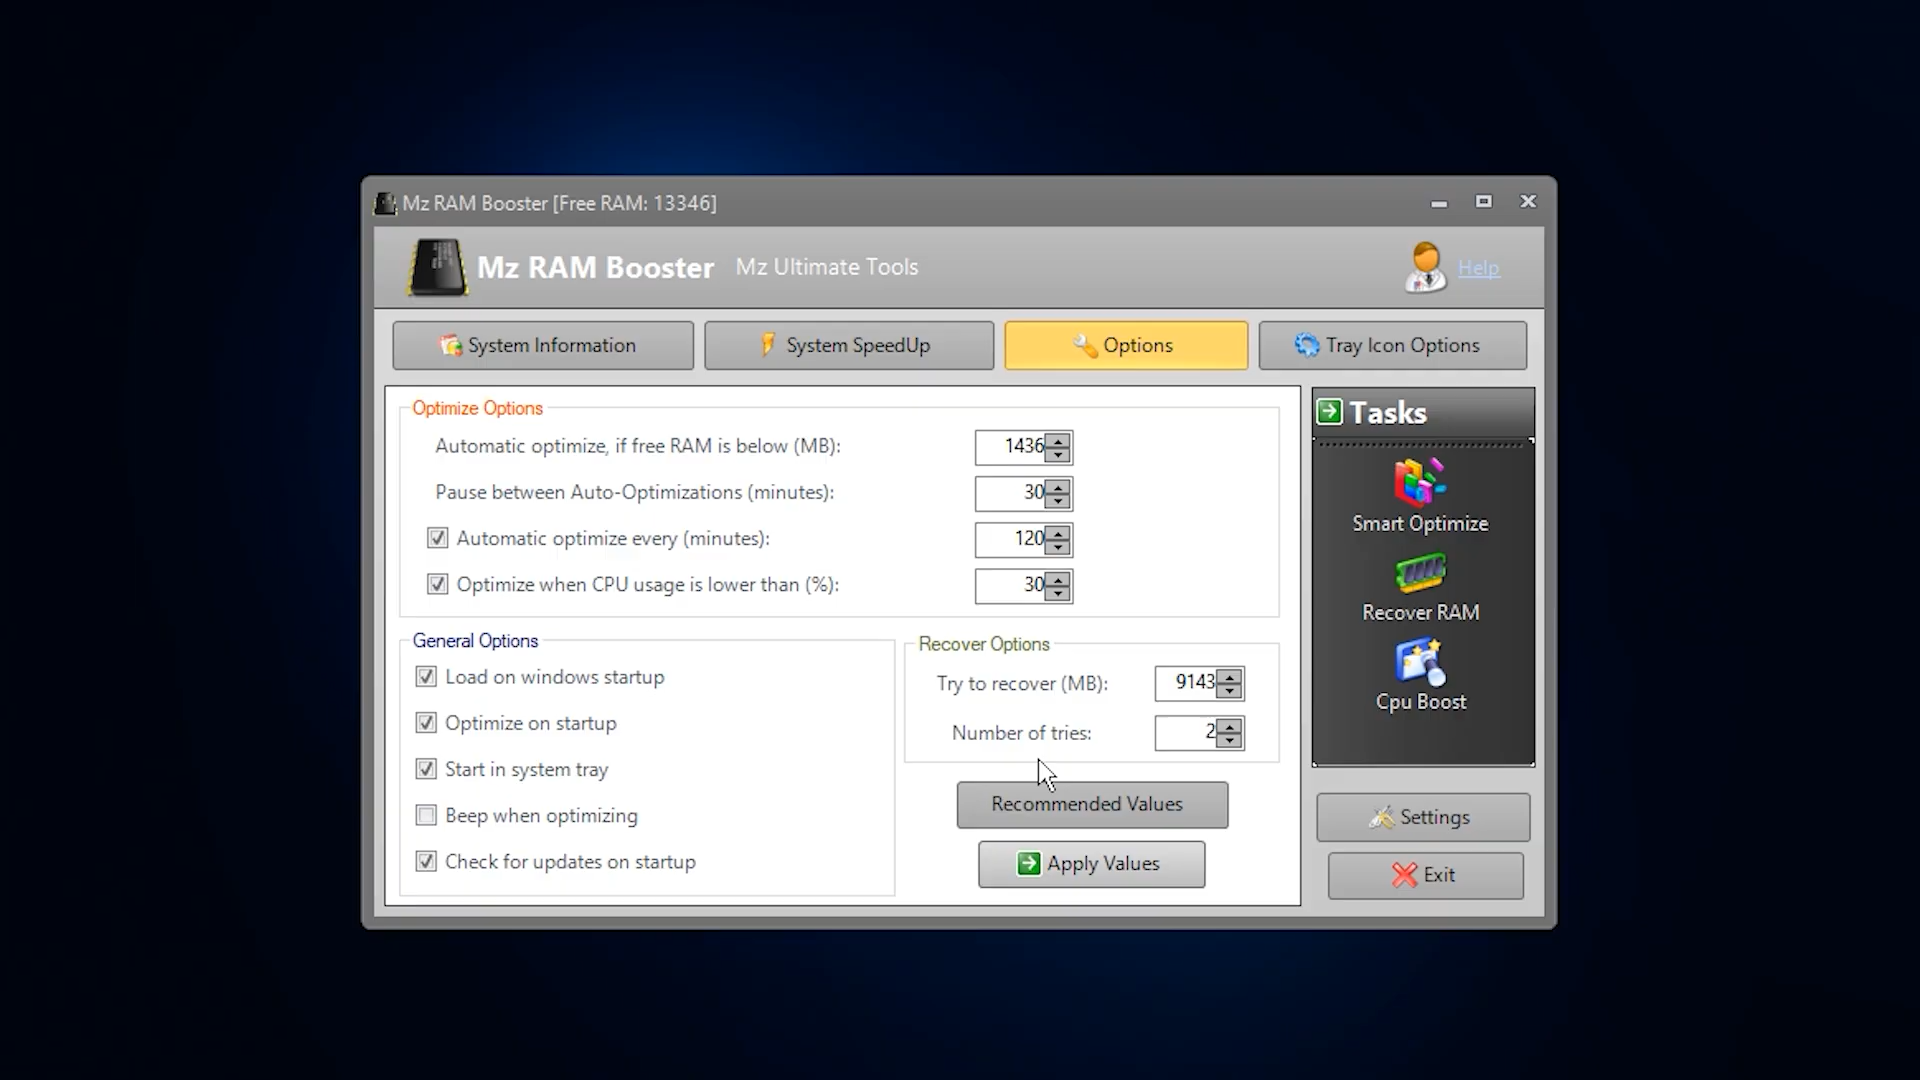 Mz RAM Booster [Free RAM: 13346]
Mz RAM Booster Mz Ultimate Tools
Help
System Information
System SpeedUp
Options
Tray Icon Options
Optimize Options
Automatic optimize, if free RAM is below (MB): 1436
Pause between Auto-Optimizations (minutes): 30
Automatic optimize every (minutes): 120
Optimize when CPU usage is lower than (%): 30
General Options
Load on windows startup
Optimize on startup
Start in system tray
Beep when optimizing
Check for updates on startup
Recover Options
Try to recover (MB): 9143
Number of tries: 2
Recommended Values
Apply Values
Tasks
Smart Optimize
Recover RAM
Cpu Boost
Settings
Exit